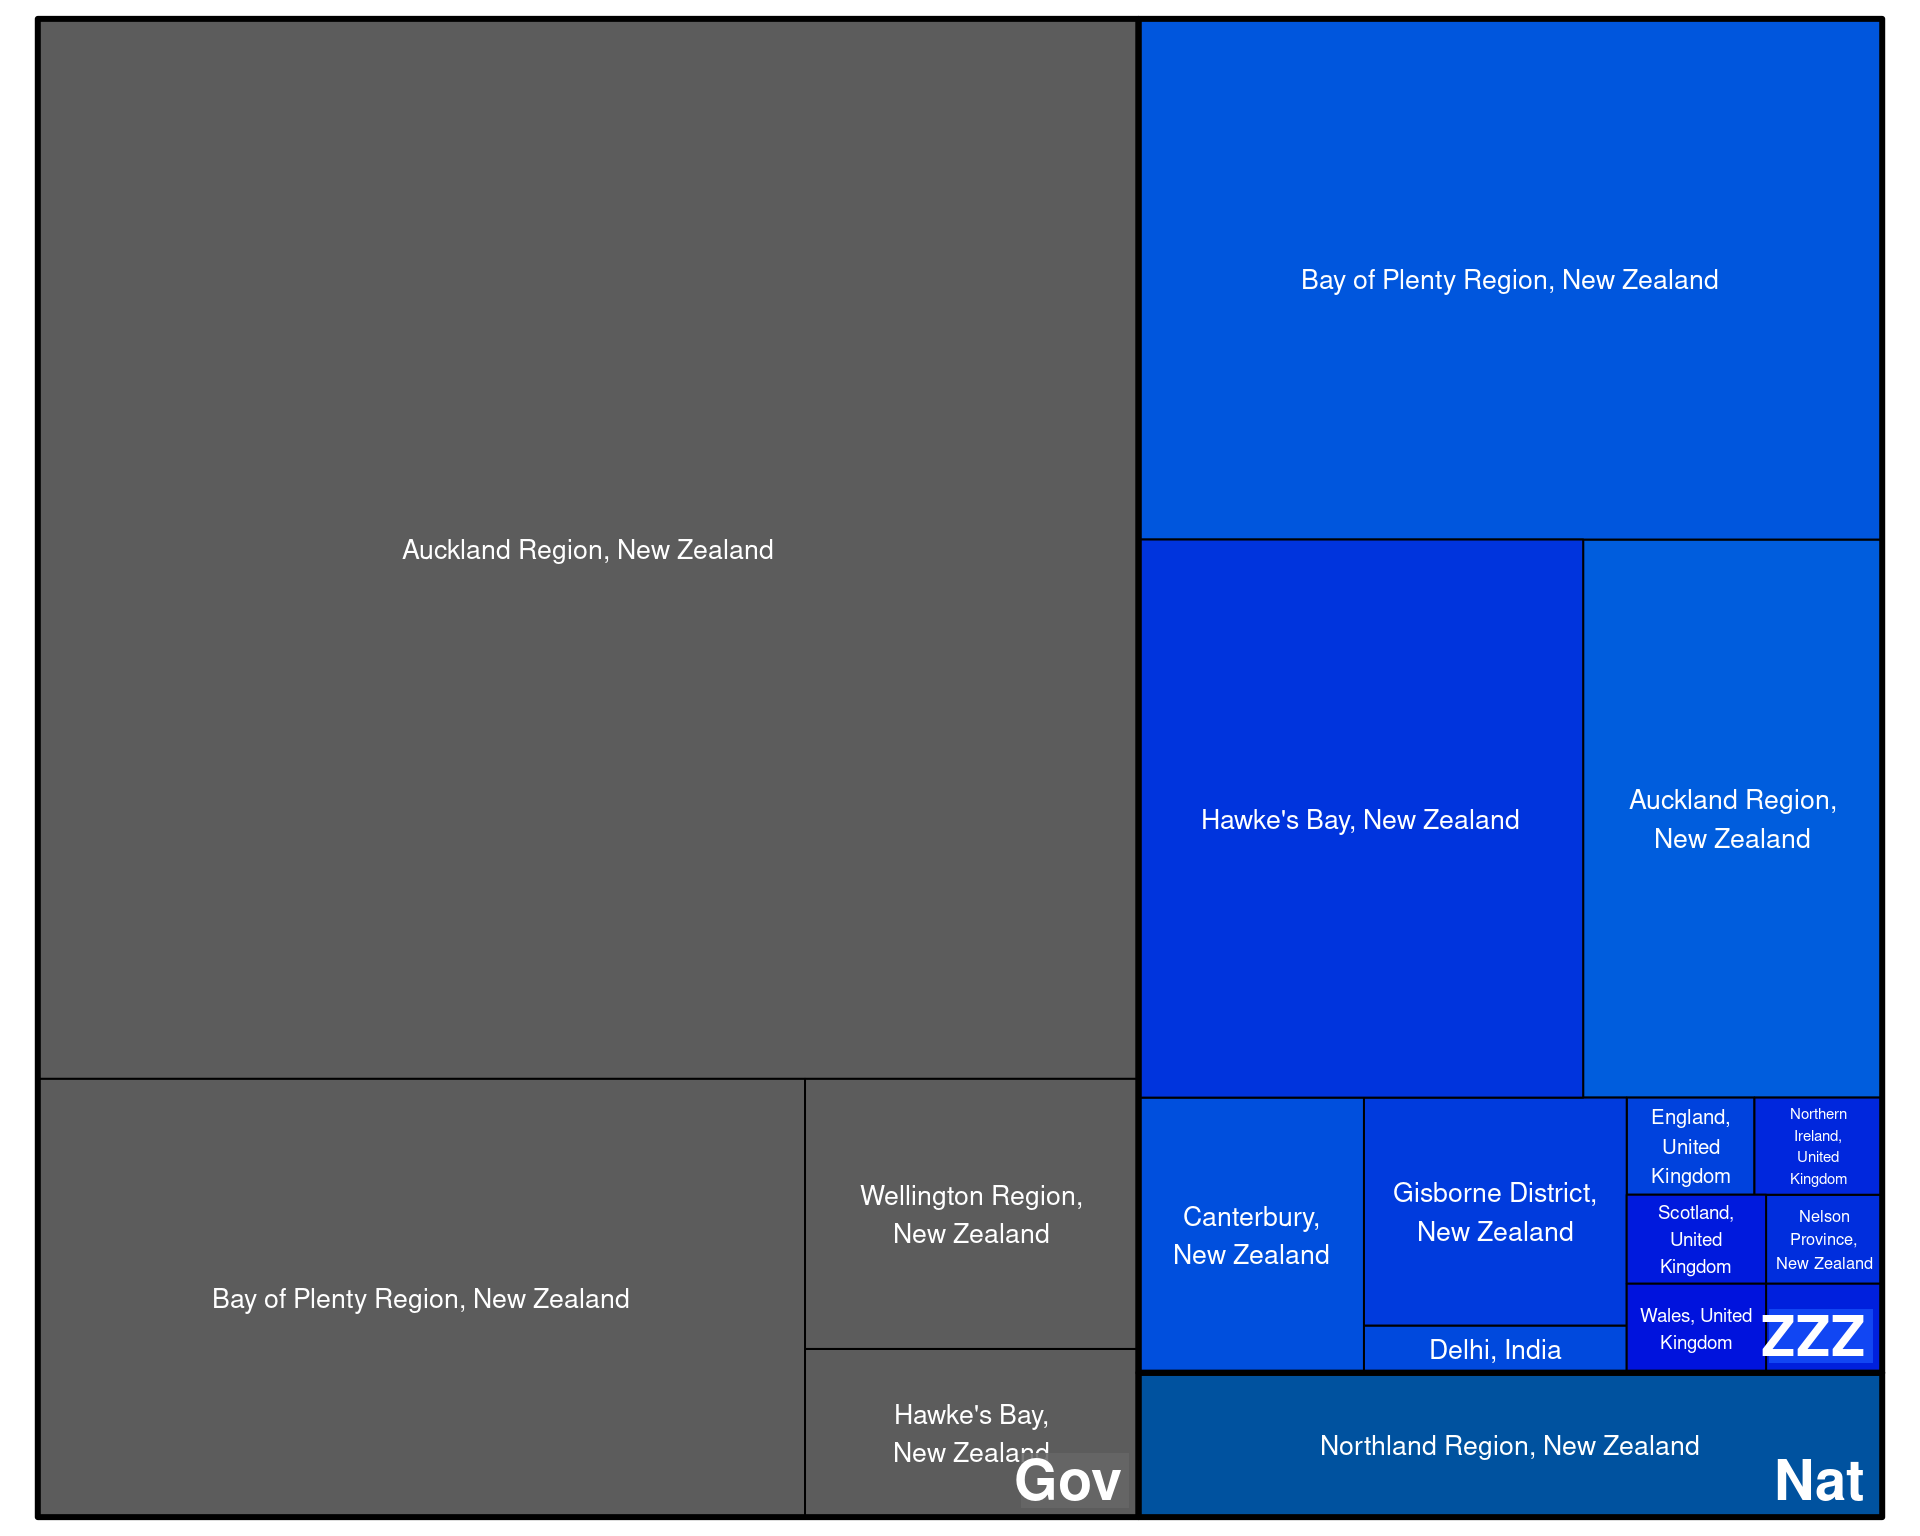 Auckland Region, New Zealand
Bay of Plenty Region, New Zealand
Wellington Region,
New Zealand
Hawke's Bay,
New Zealand
Gov
Bay of Plenty Region, New Zealand
Hawke's Bay, New Zealand
Auckland Region,
New Zealand
Canterbury,
New Zealand
Gisborne District,
New Zealand
Delhi, India
England,
United
Kingdom
Northern
Ireland,
United
Kingdom
Scotland,
United
Kingdom
Nelson
Province,
New Zealand
Wales, United
Kingdom
ZZZ
Northland Region, New Zealand
Nat